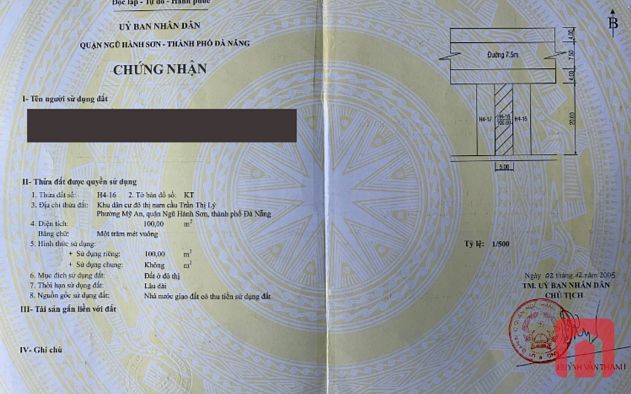 Độc lập - Tự do - Hạnh phúc
UỶ BAN NHÂN DÂN
QUẬN NGŨ HÀNH SƠN - THÀNH PHỐ ĐÀ NẴNG
CHỨNG NHẬN
I- Tên người sử dụng đất
II- Thửa đất được quyền sử dụng
1. Thửa đất số: H4-16 2. Tờ bản đồ số: KT
3. Địa chỉ thửa đất: Khu dân cư đô thị nam cầu Trần Thị Lý
Phường Mỹ An, quận Ngũ Hành Sơn, thành phố Đà Nẵng
4. Diện tích: 100,00 m2
Bằng chữ: Một trăm mét vuông
5. Hình thức sử dụng:
+ Sử dụng riêng: 100,00 m2
+ Sử dụng chung: Không m2
6. Mục đích sử dụng đất: Đất ở đô thị
7. Thời hạn sử dụng đất: Lâu dài
8. Nguồn gốc sử dụng đất: Nhà nước giao đất có thu tiền sử dụng đất
III- Tài sản gắn liền với đất
IV- Ghi chú
B
4.00
Đường 7.5m
7.50
4.00
H4-17
H4-16
100.00
H4-15
20.00
5.00
Tỷ lệ: 1/500
Ngày 02 tháng 12 năm 2005
TM. UỶ BAN NHÂN DÂN
CHỦ TỊCH
HUỲNH VĂN THANH